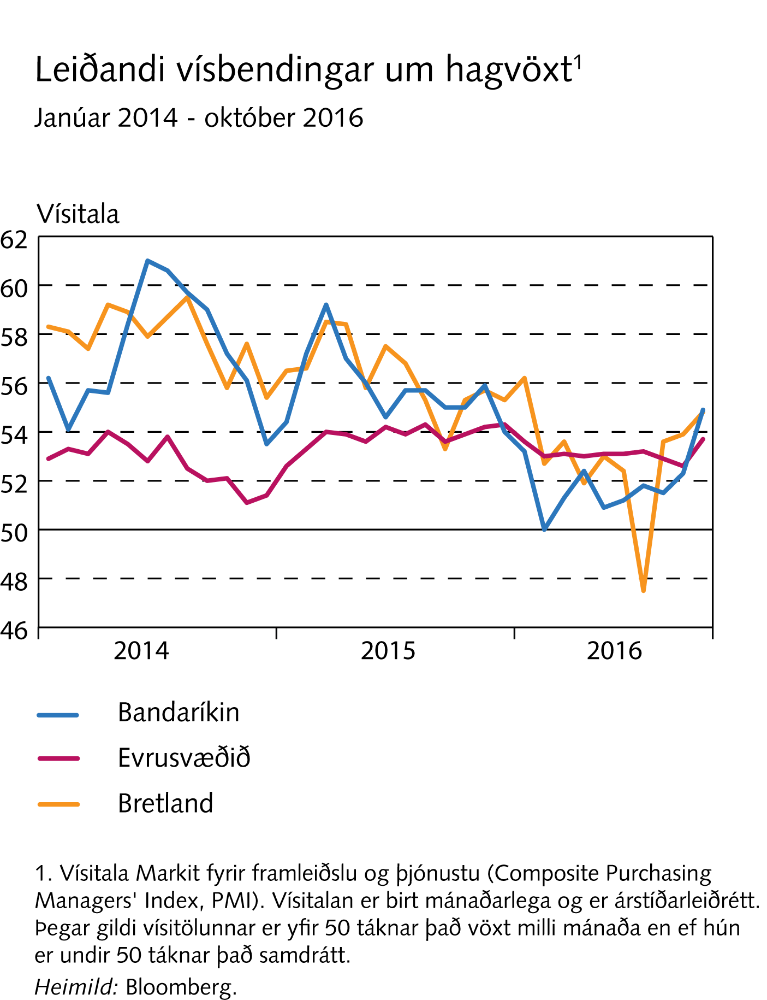 Leiðandi vísbendingar um hagvöxt¹
Janúar 2014 - október 2016
Vísitala
62
60
58
56
54
52
50
48
46
2014 2015 2016
Bandaríkin
Evrusvæðið
Bretland
1. Vísitala Markit fyrir framleiðslu og þjónustu (Composite Purchasing
Managers' Index, PMI). Vísitalan er birt mánaðarlega og er árstíðarleiðrétt.
Þegar gildi vísitölunnar er yfir 50 táknar það vöxt milli mánaða en ef hún
er undir 50 táknar það samdrátt.
Heimild: Bloomberg.